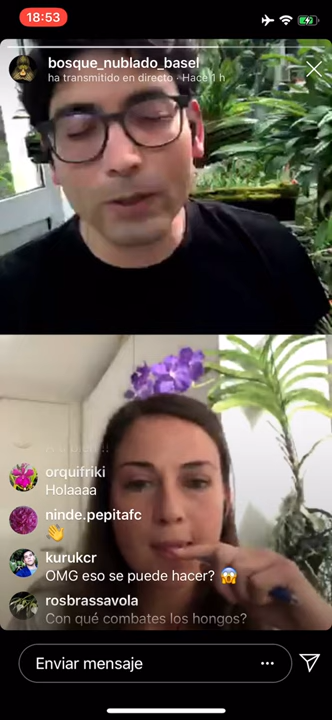 18:53
bosque_nublado_basel
ha transmitido en directo · Hace 1 h
orquifriki
Holaaaa
ninde.pepitafc
👋
kurukcr
OMG eso se puede hacer? 😱
rosbrassavola
Con qué combates los hongos?
Enviar mensaje